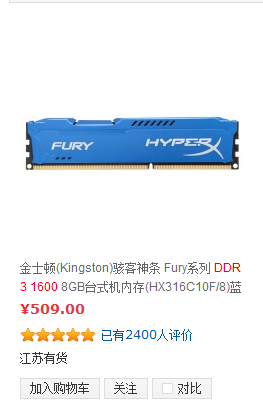 FURY
HYPERX
金士顿(Kingston)骇客神条 Fury系列 DDR
3 1600 8GB台式机内存(HX316C10F/8)蓝
¥509.00
已有2400人评价
江苏有货
加入购物车 关注 对比